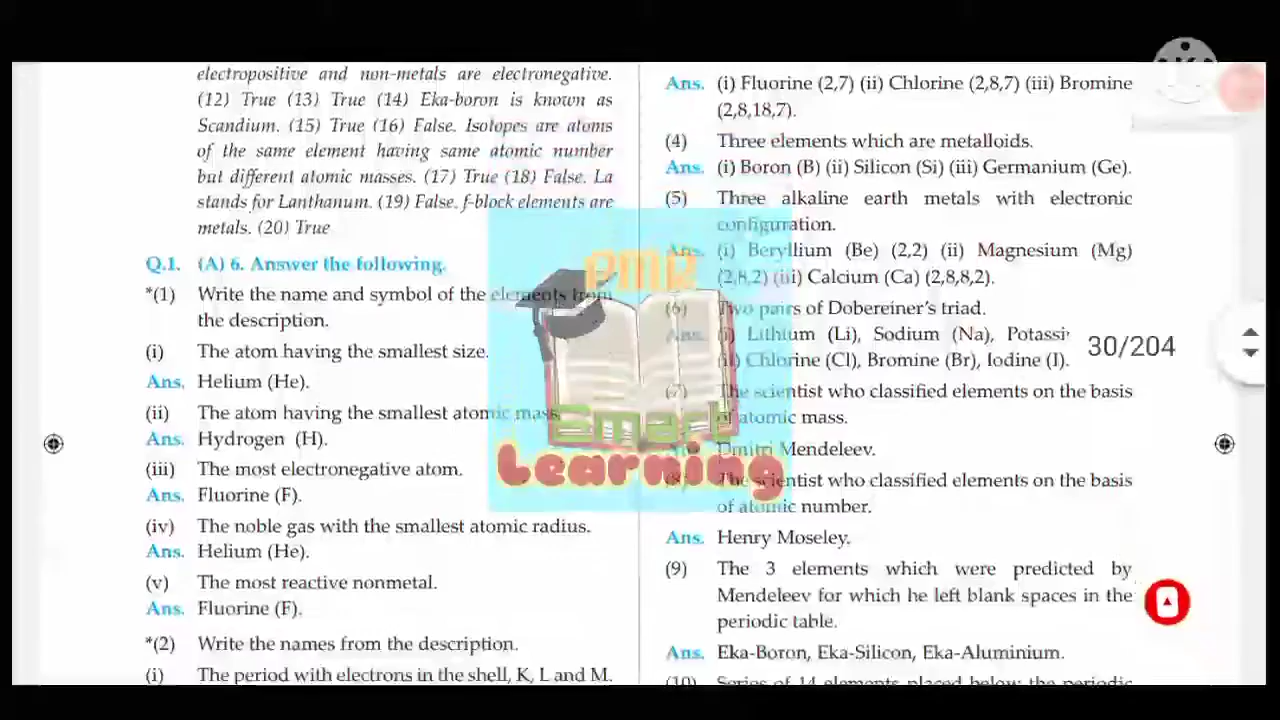 electropositive and non-metals are electronegative.
(12) True (13) True (14) Eka-boron is known as
Scandium. (15) True (16) False. Isotopes are atoms
of the same element having same atomic number
but different atomic masses. (17) True (18) False. La
stands for Lanthanum. (19) False. f-block elements are
metals. (20) True
Q.1. (A) 6. Answer the following.
*(1) Write the name and symbol of the elements from
the description.
(i) The atom having the smallest size.
Ans. Helium (He).
(ii) The atom having the smallest atomic mass.
Ans. Hydrogen (H).
(iii) The most electronegative atom.
Ans. Fluorine (F).
(iv) The noble gas with the smallest atomic radius.
Ans. Helium (He).
(v) The most reactive nonmetal.
Ans. Fluorine (F).
*(2) Write the names from the description.
(i) The period with electrons in the shell, K, L and M.
Ans. (i) Fluorine (2,7) (ii) Chlorine (2,8,7) (iii) Bromine
(2,8,18,7).
(4) Three elements which are metalloids.
Ans. (i) Boron (B) (ii) Silicon (Si) (iii) Germanium (Ge).
(5) Three alkaline earth metals with electronic
configuration.
Ans. (i) Beryllium (Be) (2,2) (ii) Magnesium (Mg)
(2,8,2) (iii) Calcium (Ca) (2,8,8,2).
(6) Two pairs of Dobereiner's triad.
Ans. (i) Lithium (Li), Sodium (Na),
(ii) Chlorine (Cl), Bromine (Br), Iodine (I).
(7) The scientist who classified elements on the basis
of atomic mass.
Dmitri Mendeleev.
(8) The scientist who classified elements on the basis
of atomic number.
Ans. Henry Moseley.
(9) The 3 elements which were predicted by
Mendeleev for which he left blank spaces in the
periodic table.
Ans. Eka-Boron, Eka-Silicon, Eka-Aluminium.
(10) Series of 14 elements placed below the periodic
30/204
PMR
Smart
Learning